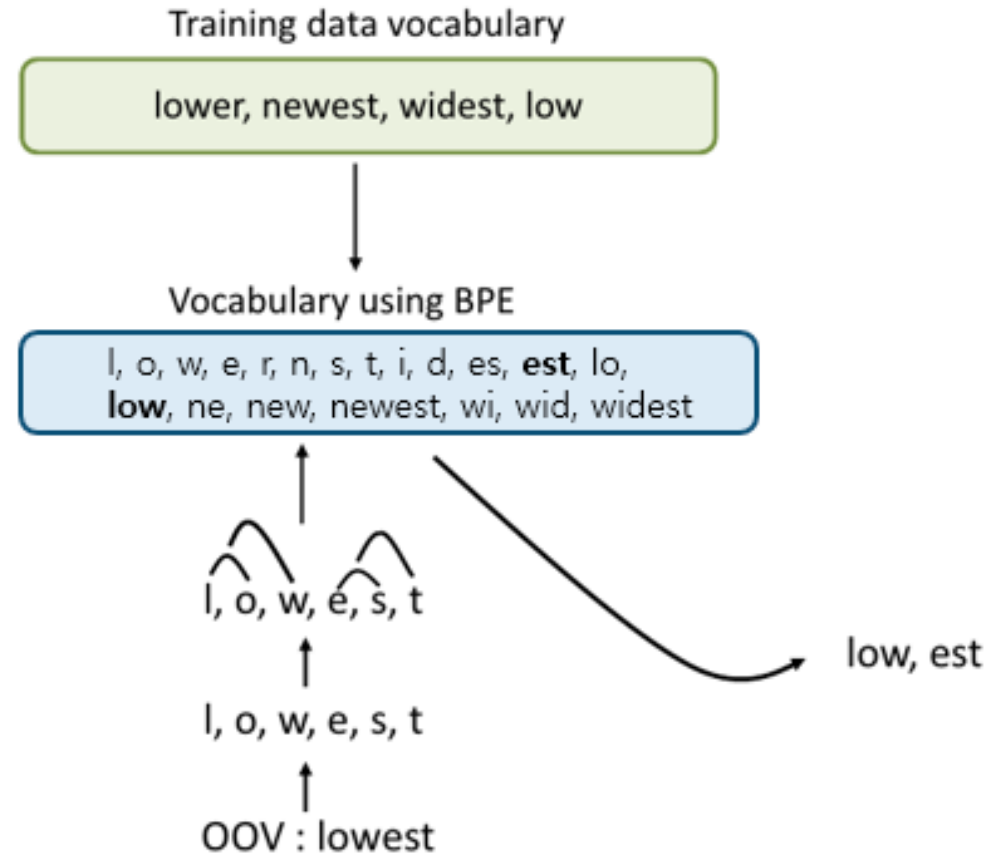 Training data vocabulary
lower, newest, widest, low
Vocabulary using BPE
l, o, w, e, r, n, s, t, i, d, es, est, lo,
low, ne, new, newest, wi, wid, widest
l, o, w, e, s, t
low, est
l, o, w, e, s, t
OOV : lowest